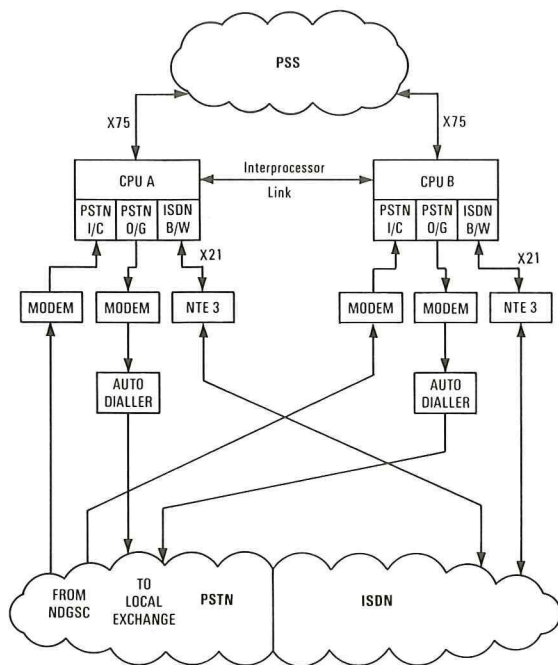 PSS
X75
X75
Interprocessor
Link
CPU A
CPU B
PSTN
I/C
PSTN
O/G
ISDN
B/W
PSTN
I/C
PSTN
O/G
ISDN
B/W
X21
X21
MODEM
MODEM
NTE 3
MODEM
MODEM
NTE 3
AUTO
DIALLER
AUTO
DIALLER
FROM
NDGSC
TO
LOCAL
EXCHANGE
PSTN
ISDN